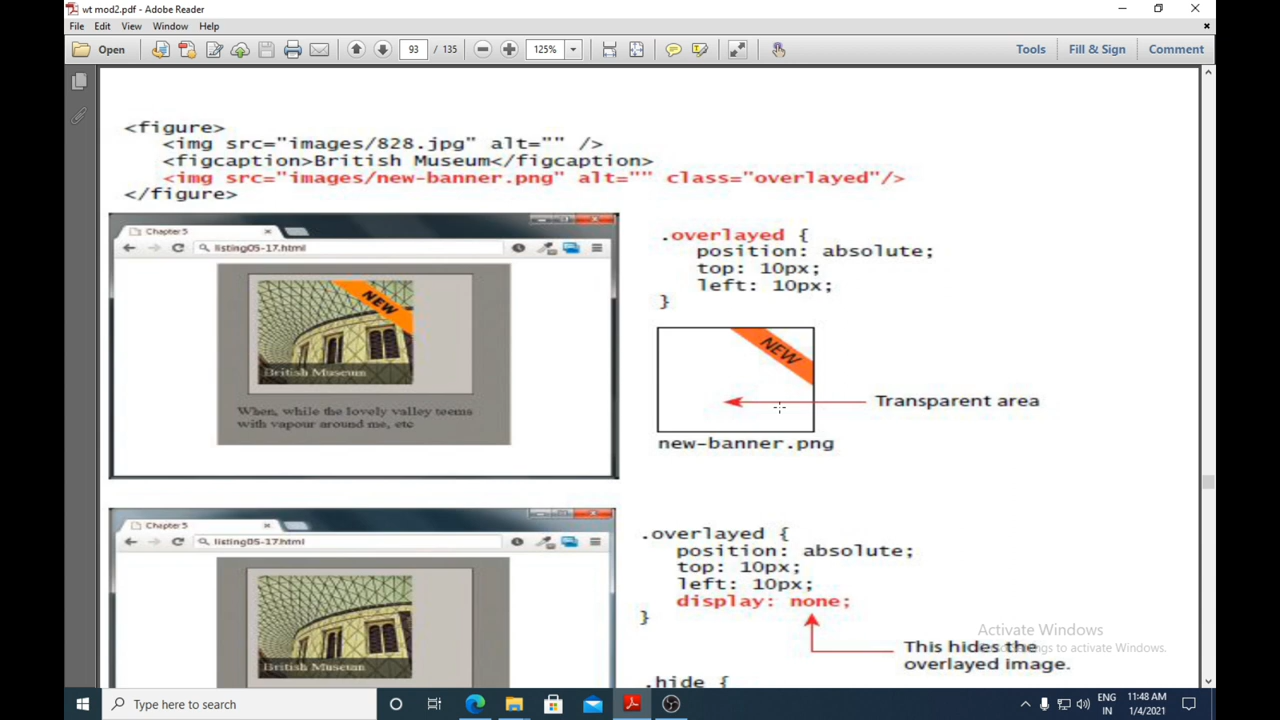 wt mod2.pdf - Adobe Reader
File Edit View Window Help
Open 93 / 135 125% Tools Fill & Sign Comment
<figure>
<img src="images/828.jpg" alt="" />
<figcaption>British Museum</figcaption>
<img src="images/new-banner.png" alt="" class="overlayed"/>
</figure>
Chapter 5
listing05-17.html
NEW
British Museum
When, while the lovely valley teems
with vapour around me, etc
.overlayed {
position: absolute;
top: 10px;
left: 10px;
}
NEW
Transparent area
new-banner.png
Chapter 5
listing05-17.html
British Museum
.overlayed {
position: absolute;
top: 10px;
left: 10px;
display: none;
}
This hides the
overlayed image.
.hide {
Activate Windows
to activate Windows.
Type here to search
ENG
IN
11:48 AM
1/4/2021